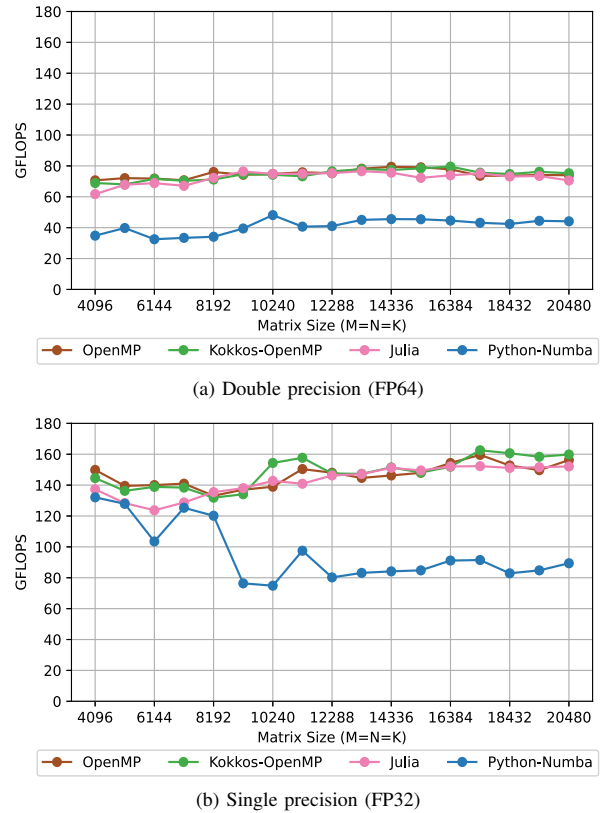 180
160
140
120
100
80
60
40
20
0
GFLOPS
4096 6144 8192 10240 12288 14336 16384 18432 20480
Matrix Size (M=N=K)
OpenMP Kokkos-OpenMP Julia Python-Numba
(a) Double precision (FP64)
180
160
140
120
100
80
60
40
20
0
GFLOPS
4096 6144 8192 10240 12288 14336 16384 18432 20480
Matrix Size (M=N=K)
OpenMP Kokkos-OpenMP Julia Python-Numba
(b) Single precision (FP32)